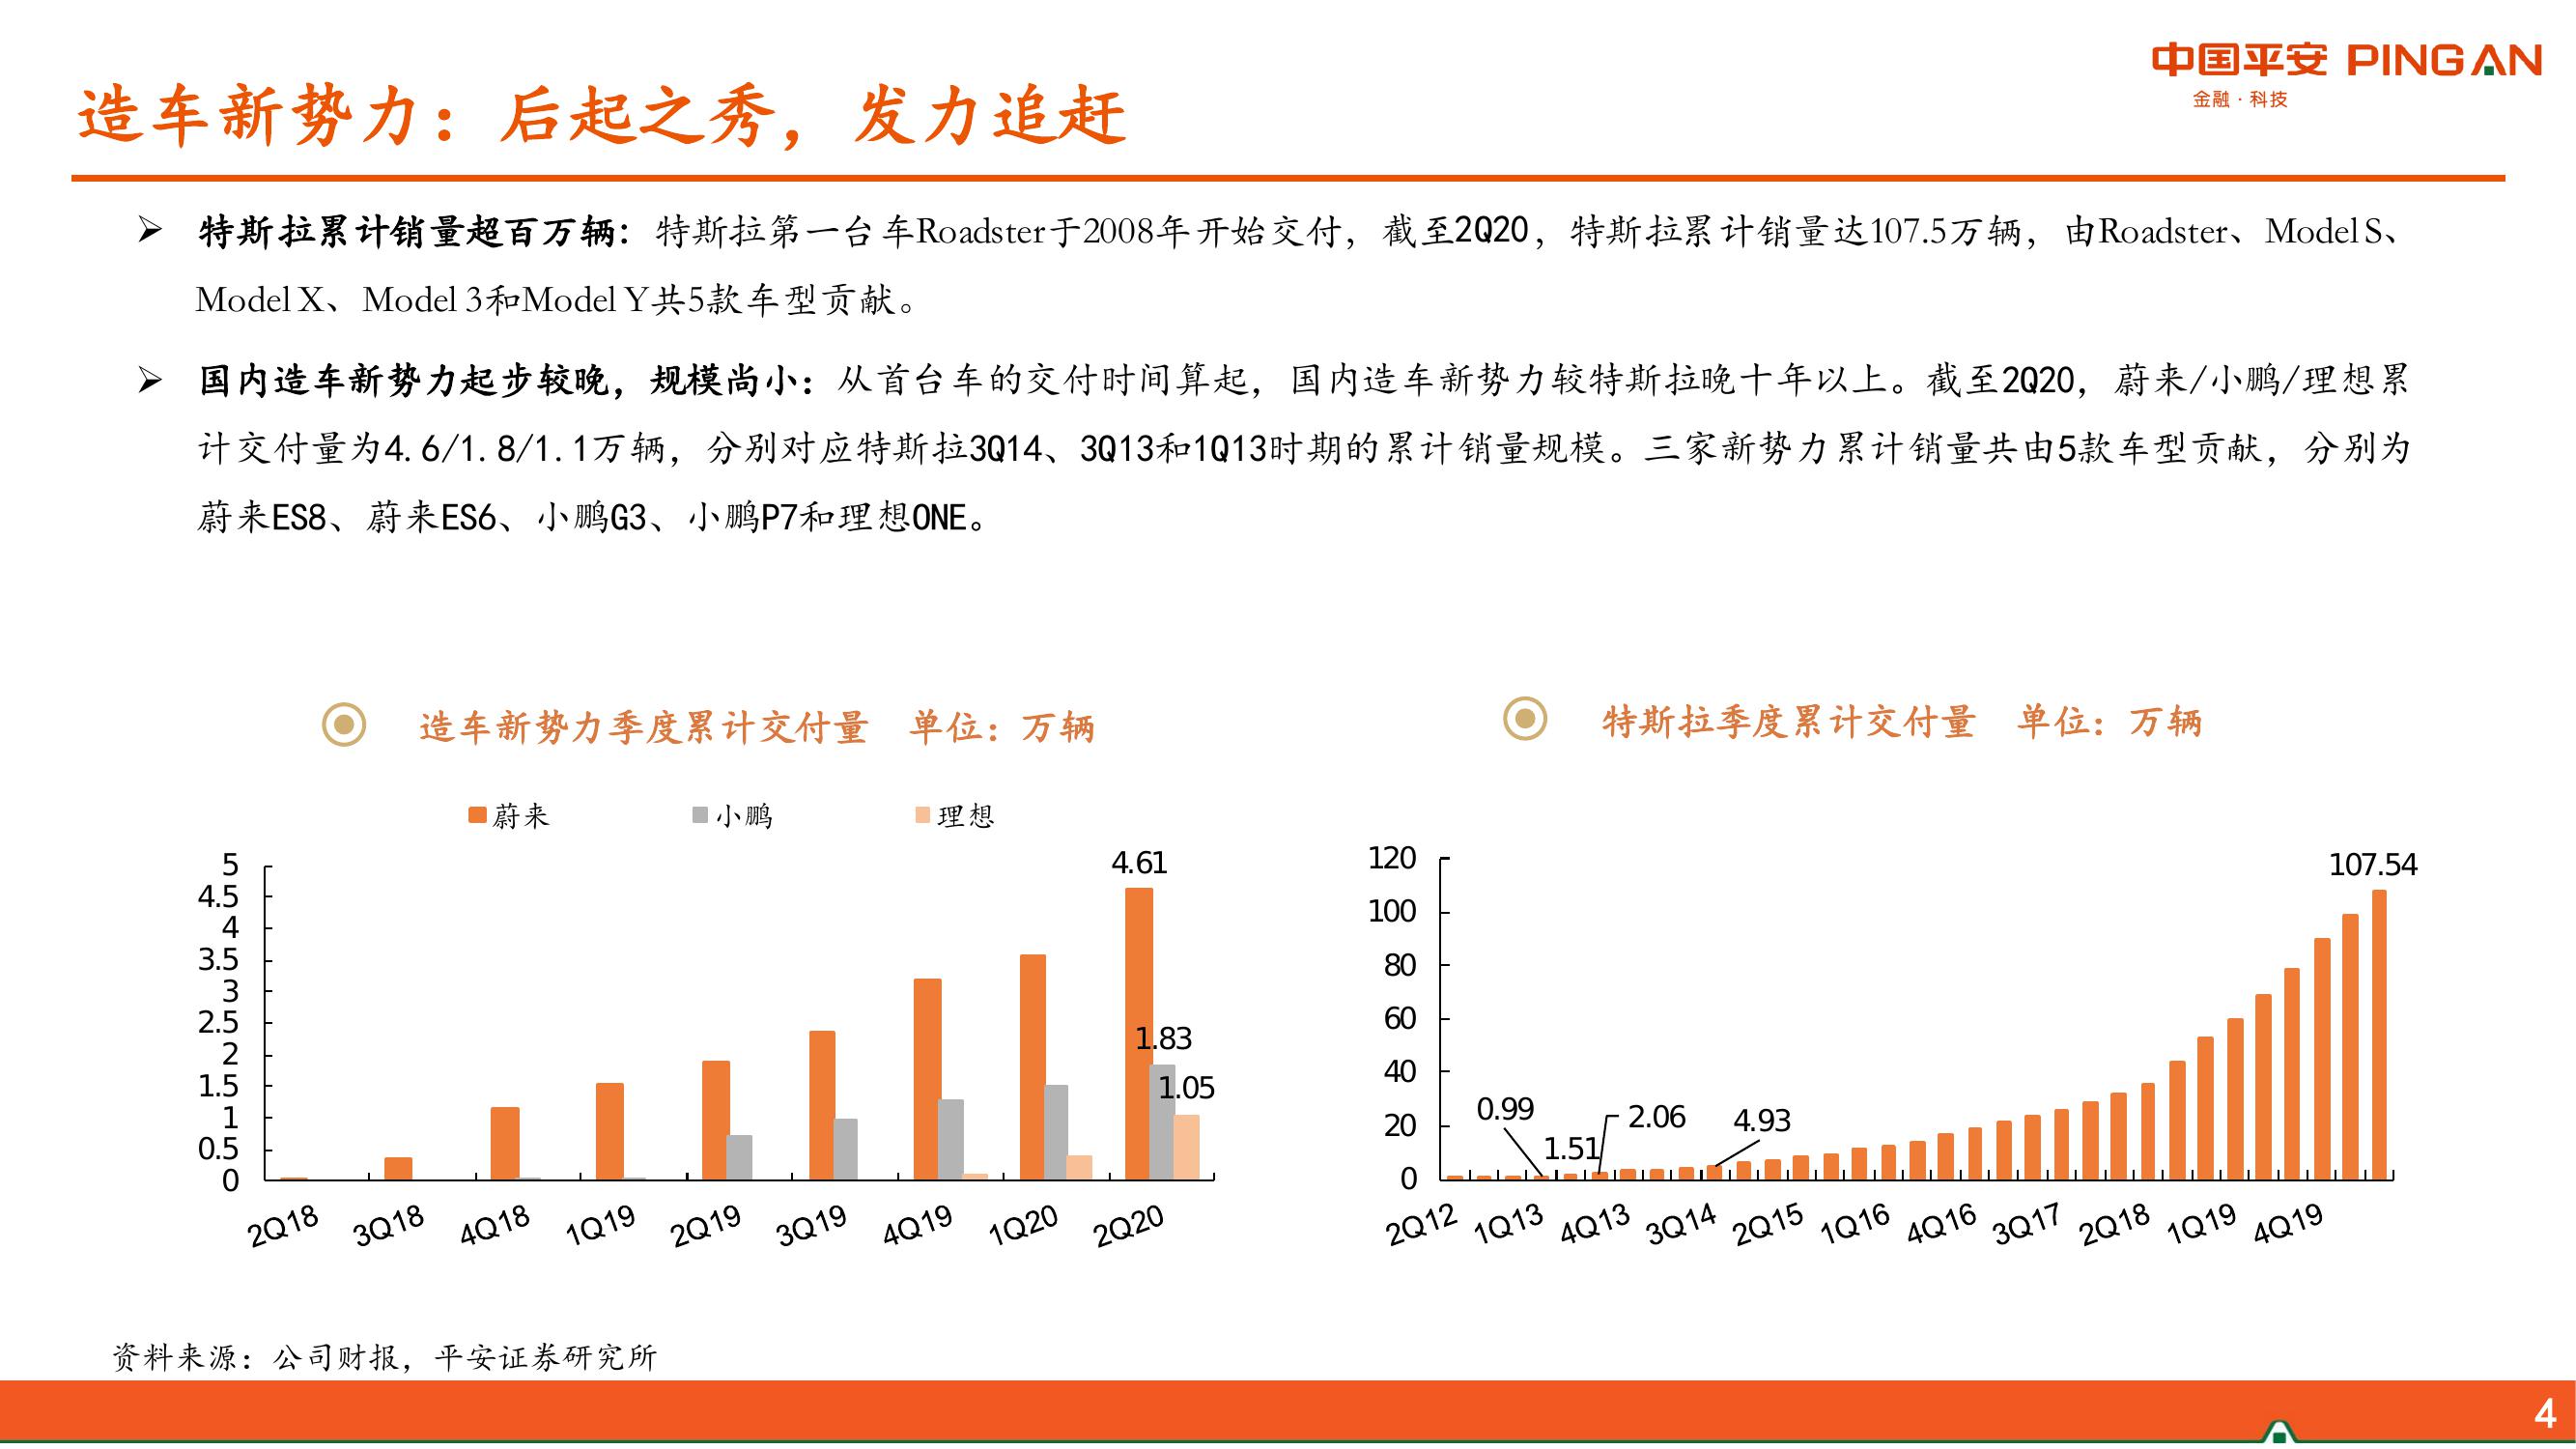 中国平安 PINGAN
金融·科技
造车新势力：后起之秀，发力追赶
特斯拉累计销量超百万辆：特斯拉第一台车Roadster于2008年开始交付，截至2Q20，特斯拉累计销量达107.5万辆，由Roadster、Model S、
Model X、Model 3和Model Y共5款车型贡献。
国内造车新势力起步较晚，规模尚小：从首台车的交付时间算起，国内造车新势力较特斯拉晚十年以上。截至2Q20，蔚来/小鹏/理想累
计交付量为4.6/1.8/1.1万辆，分别对应特斯拉3Q14、3Q13和1Q13时期的累计销量规模。三家新势力累计销量共由5款车型贡献，分别为
蔚来ES8、蔚来ES6、小鹏G3、小鹏P7和理想ONE。
造车新势力季度累计交付量 单位：万辆
蔚来 小鹏 理想
5
4.5
4
3.5
3
2.5
2
1.5
1
0.5
0
4.61
1.83
1.05
2Q18 3Q18 4Q18 1Q19 2Q19 3Q19 4Q19 1Q20 2Q20
特斯拉季度累计交付量 单位：万辆
120
100
80
60
40
20
0
0.99
1.51
2.06
4.93
107.54
2Q12 1Q13 4Q13 3Q14 2Q15 1Q16 4Q16 3Q17 2Q18 1Q19 4Q19
资料来源：公司财报，平安证券研究所
4